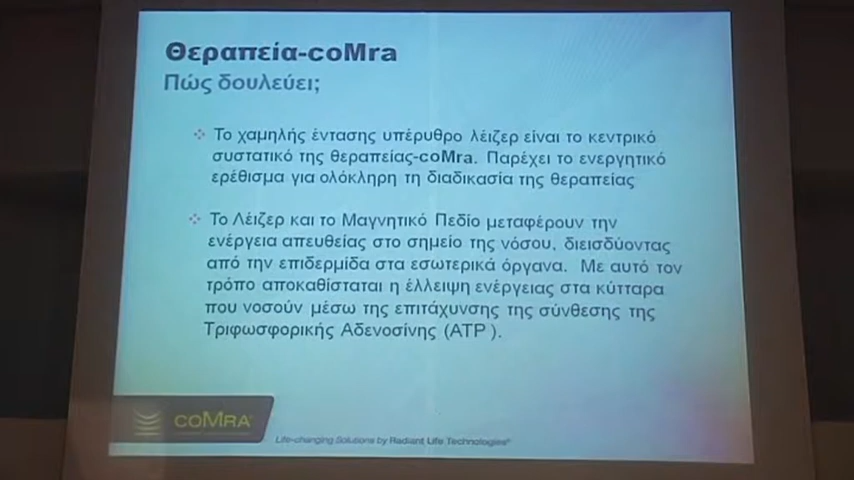 Θεραπεία-coMra
Πώς δουλεύει;
Το χαμηλής έντασης υπέρυθρο λέιζερ είναι το κεντρικό
συστατικό της θεραπείας-coMra. Παρέχει το ενεργητικό
ερέθισμα για ολόκληρη τη διαδικασία της θεραπείας
Το Λέιζερ και το Μαγνητικό Πεδίο μεταφέρουν την
ενέργεια απευθείας στο σημείο της νόσου, διεισδύοντας
από την επιδερμίδα στα εσωτερικά όργανα. Με αυτό τον
τρόπο αποκαθίσταται η έλλειψη ενέργειας στα κύτταρα
που νοσούν μέσω της επιτάχυνσης της σύνθεσης της
Τριφωσφορικής Αδενοσίνης (ATP ).
COMRA
Life-changing Solutions by Radiant Life Technologies®